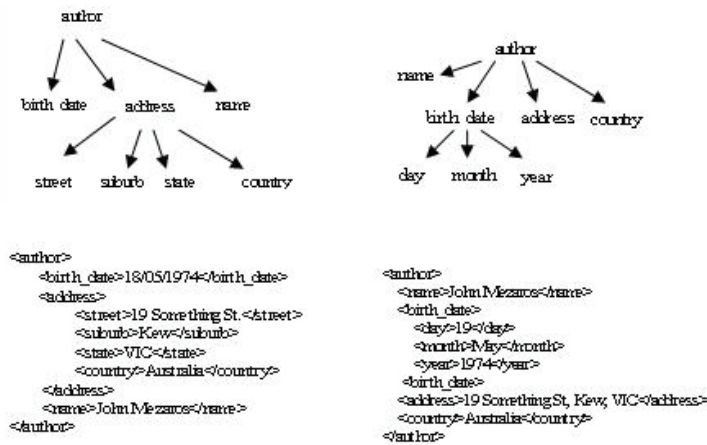 author
birth date address name
street suburb state country
author
name
birth date address country
day month year
<author>
<birth_date>18/05/1974</birth_date>
<address>
<street>19 Something St.</street>
<suburb>Kew</suburb>
<state>VIC</state>
<country>Australia</country>
</address>
<name>John Mezaros</name>
</author>
<author>
<name>John Mezaros</name>
<birth_date>
<day>19</day>
<month>May</month>
<year>1974</year>
<birth_date>
<address>19 Something St, Kew, VIC</address>
<country>Australia</country>
</author>